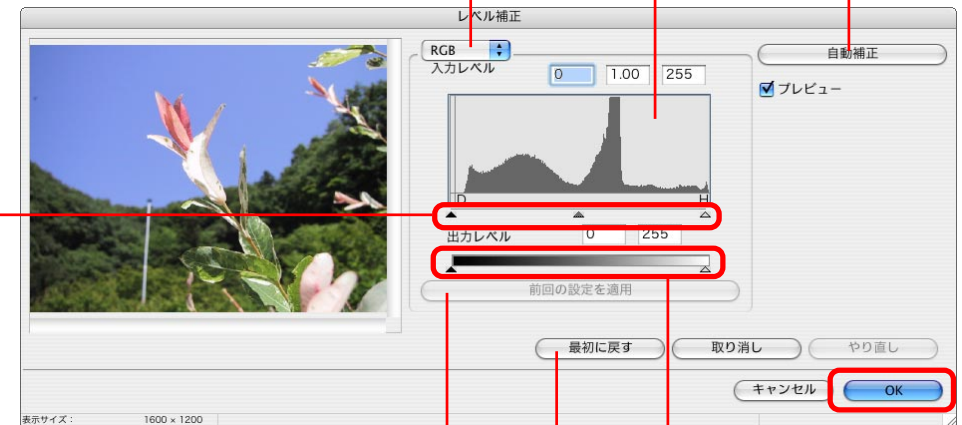 レベル補正
RGB
自動補正
入力レベル 0 1.00 255
プレビュー
D H
出力レベル 0 255
前回の設定を適用
最初に戻す 取り消し やり直し
キャンセル OK
表示サイズ： 1600 × 1200